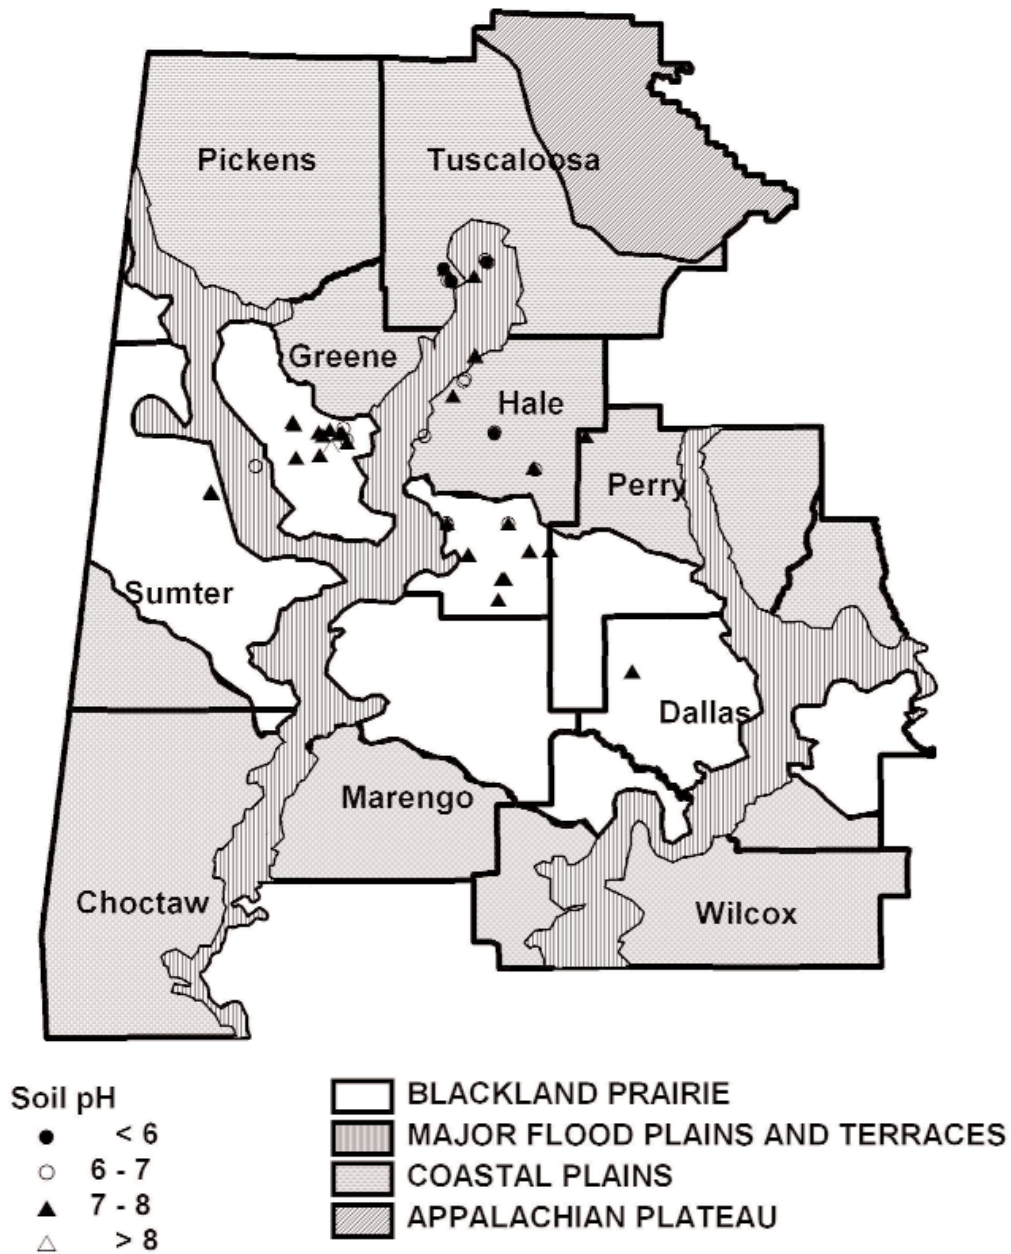 Pickens
Tuscaloosa
Greene
Hale
Perry
Sumter
Dallas
Marengo
Choctaw
Wilcox
Soil pH
< 6
6 - 7
7 - 8
> 8
BLACKLAND PRAIRIE
MAJOR FLOOD PLAINS AND TERRACES
COASTAL PLAINS
APPALACHIAN PLATEAU